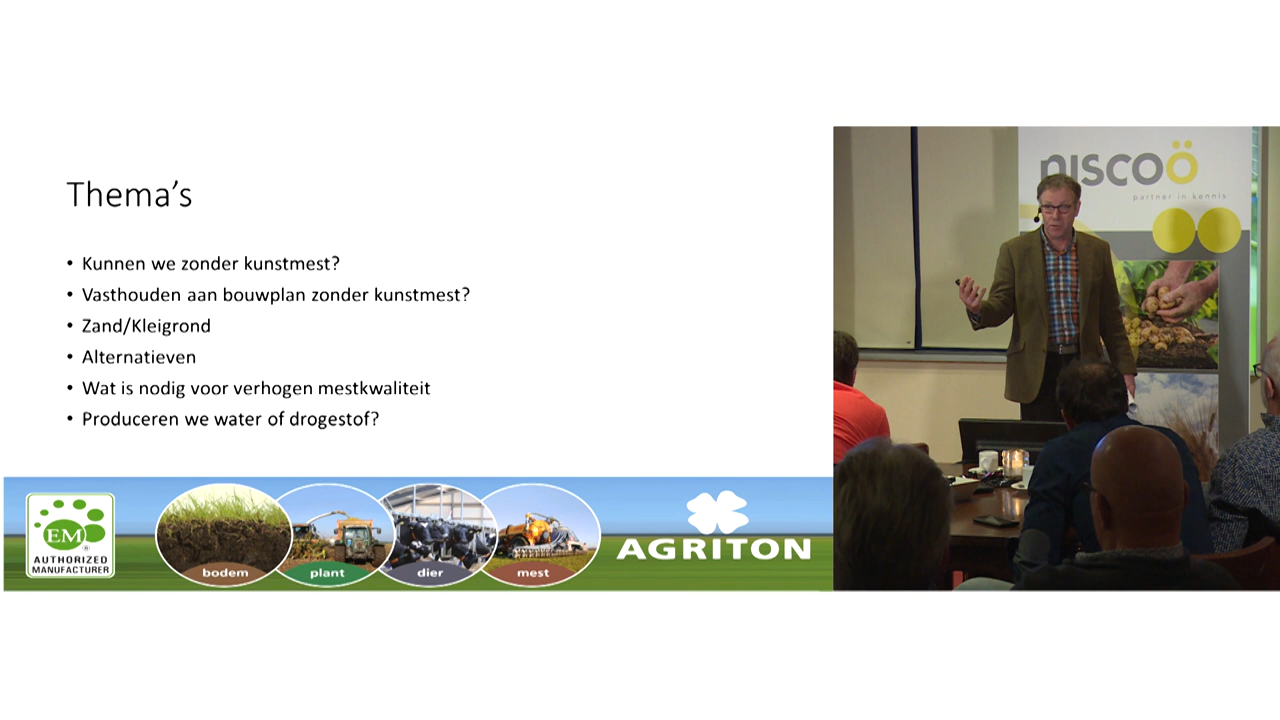 Thema's
• Kunnen we zonder kunstmest?
• Vasthouden aan bouwplan zonder kunstmest?
• Zand/Kleigrond
• Alternatieven
• Wat is nodig voor verhogen mestkwaliteit
• Produceren we water of drogestof?
EM®
AUTHORIZED
MANUFACTURER
bodem
plant
dier
mest
AGRITON
niscoö
partner in kennis